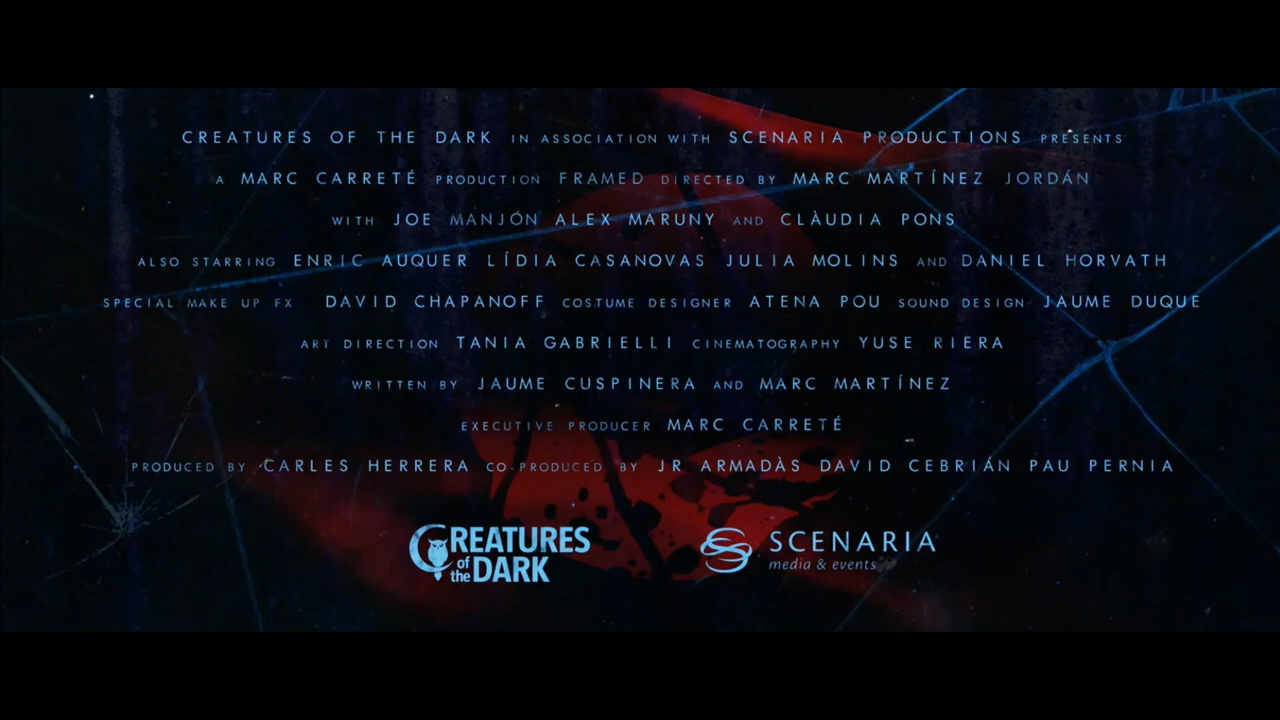 CREATURES OF THE DARK IN ASSOCIATION WITH SCENARIA PRODUCTIONS PRESENTS
A MARC CARRETÉ PRODUCTION FRAMED DIRECTED BY MARC MARTÍNEZ JORDÁN
WITH JOE MANJÓN ALEX MARUNY AND CLÀUDIA PONS
ALSO STARRING ENRIC AUQUER LÍDIA CASANOVAS JULIA MOLINS AND DANIEL HORVATH
SPECIAL MAKE UP FX DAVID CHAPANOFF COSTUME DESIGNER ATENA POU SOUND DESIGN JAUME DUQUE
ART DIRECTION TANIA GABRIELLI CINEMATOGRAPHY YUSE RIERA
WRITTEN BY JAUME CUSPINERA AND MARC MARTÍNEZ
EXECUTIVE PRODUCER MARC CARRETÉ
PRODUCED BY CARLES HERRERA CO-PRODUCED BY JR ARMADÀS DAVID CEBRIÁN PAU PERNIA
CREATURES
of the DARK
SCENARIA
media & events